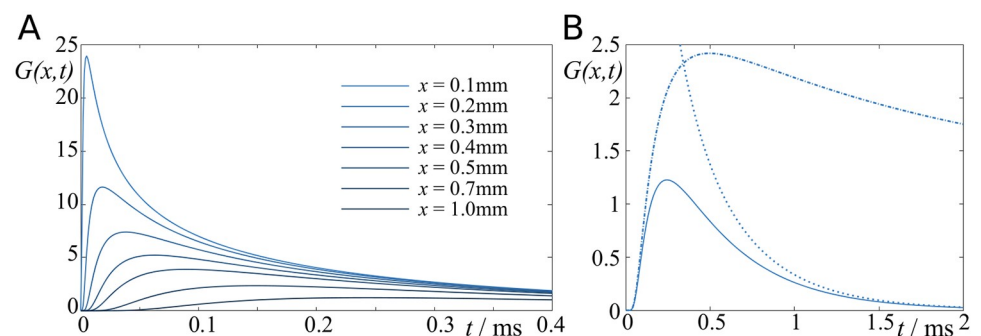 A
B
25
20
15
10
5
0
G(x,t)
x = 0.1mm
x = 0.2mm
x = 0.3mm
x = 0.4mm
x = 0.5mm
x = 0.7mm
x = 1.0mm
0 0.1 0.2 0.3 t / ms 0.4
2.5
G(x,t)
2
1.5
1
0.5
0
0 0.5 1.0 1.5 t / ms 2